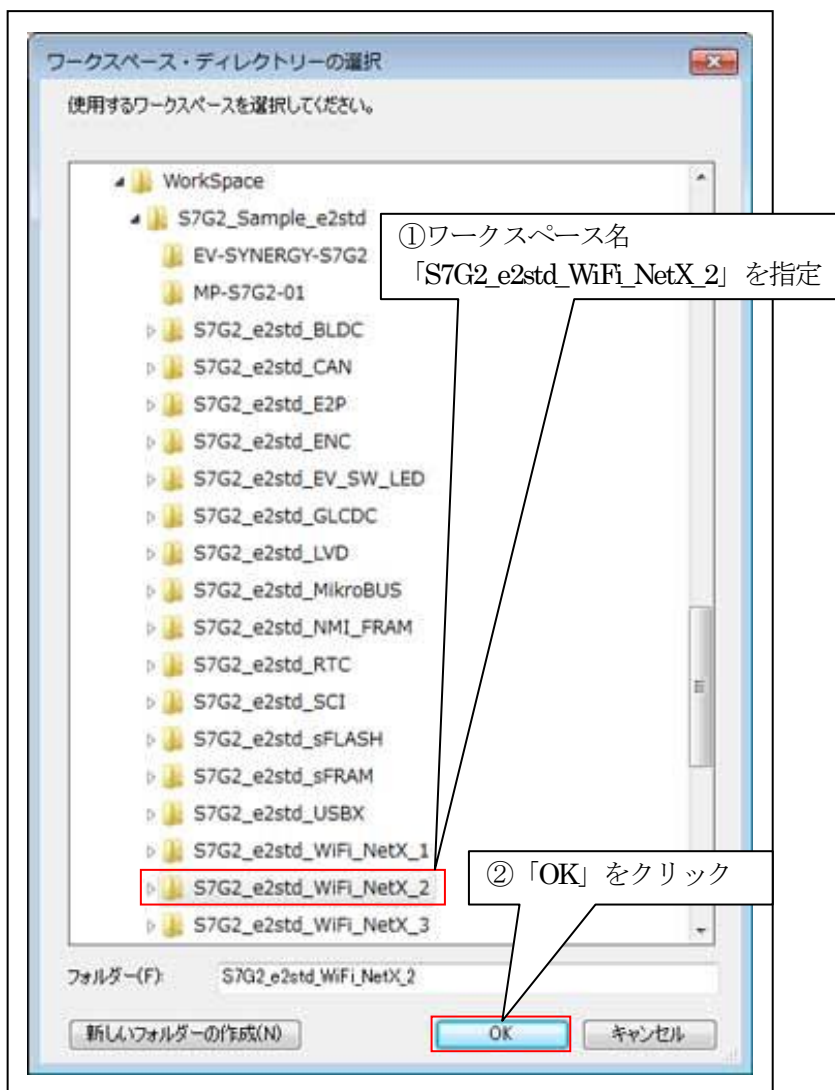 ワークスペース・ディレクトリーの選択
使用するワークスペースを選択してください。
WorkSpace
S7G2_Sample_e2std
①ワークスペース名
「S7G2_e2std_WiFi_NetX_2」を指定
EV-SYNERGY-S7G2
MP-S7G2-01
S7G2_e2std_BLDC
S7G2_e2std_CAN
S7G2_e2std_E2P
S7G2_e2std_ENC
S7G2_e2std_EV_SW_LED
S7G2_e2std_GLCDC
S7G2_e2std_LVD
S7G2_e2std_MikroBUS
S7G2_e2std_NMI_FRAM
S7G2_e2std_RTC
S7G2_e2std_SCI
S7G2_e2std_sFLASH
S7G2_e2std_sFRAM
S7G2_e2std_USBX
S7G2_e2std_WiFi_NetX_1
②「OK」をクリック
S7G2_e2std_WiFi_NetX_2
S7G2_e2std_WiFi_NetX_3
フォルダー(F): S7G2_e2std_WiFi_NetX_2
新しいフォルダーの作成(N) OK キャンセル